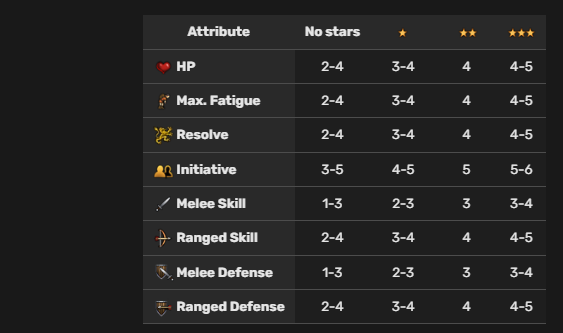 Attribute No stars ★ ★★ ★★★
HP 2-4 3-4 4 4-5
Max. Fatigue 2-4 3-4 4 4-5
Resolve 2-4 3-4 4 4-5
Initiative 3-5 4-5 5 5-6
Melee Skill 1-3 2-3 3 3-4
Ranged Skill 2-4 3-4 4 4-5
Melee Defense 1-3 2-3 3 3-4
Ranged Defense 2-4 3-4 4 4-5